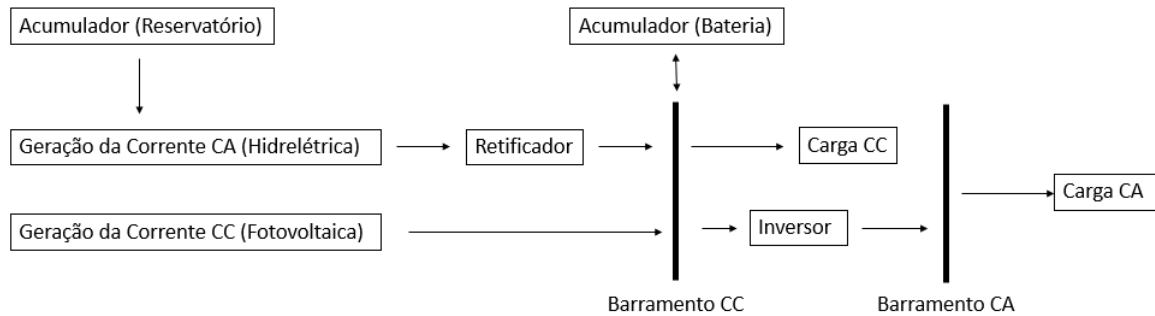 Acumulador (Reservatório)
Acumulador (Bateria)
Geração da Corrente CA (Hidrelétrica)
Retificador
Carga CC
Carga CA
Geração da Corrente CC (Fotovoltaica)
Inversor
Barramento CC
Barramento CA